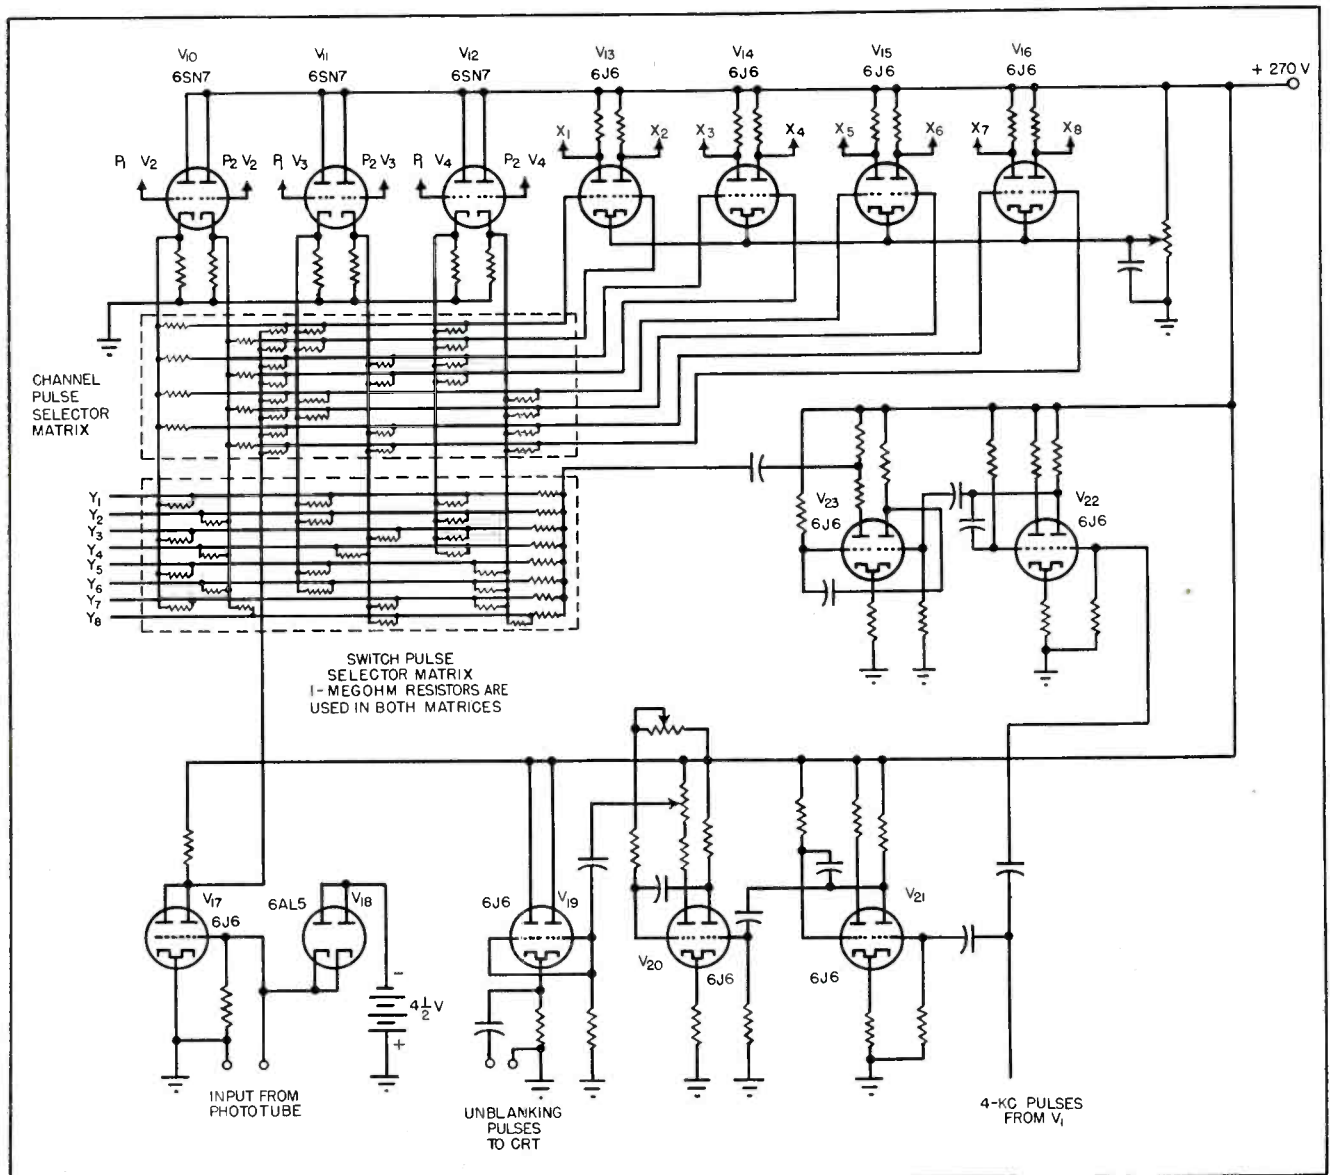 V10 V11 V12 V13 V14 V15 V16
6SN7 6SN7 6SN7 6J6 6J6 6J6 6J6
+ 270 V
X1 X2 X3 X4 X5 X6 X7 X8
P1 V2 P2 V2 P1 V3 P2 V3 P1 V4 P2 V4
CHANNEL
PULSE
SELECTOR
MATRIX
Y1
Y2
Y3
Y4
Y5
Y6
Y7
Y8
V23
6J6
V22
6J6
SWITCH PULSE
SELECTOR MATRIX
1-MEGOHM RESISTORS ARE
USED IN BOTH MATRICES
V17
6J6
6AL5
V18
6J6
V19
V20
6J6
V21
6J6
-
4 1/2 V
+
INPUT FROM
PHOTOTUBE
UNBLANKING
PULSES
TO CRT
4-KC PULSES
FROM V1